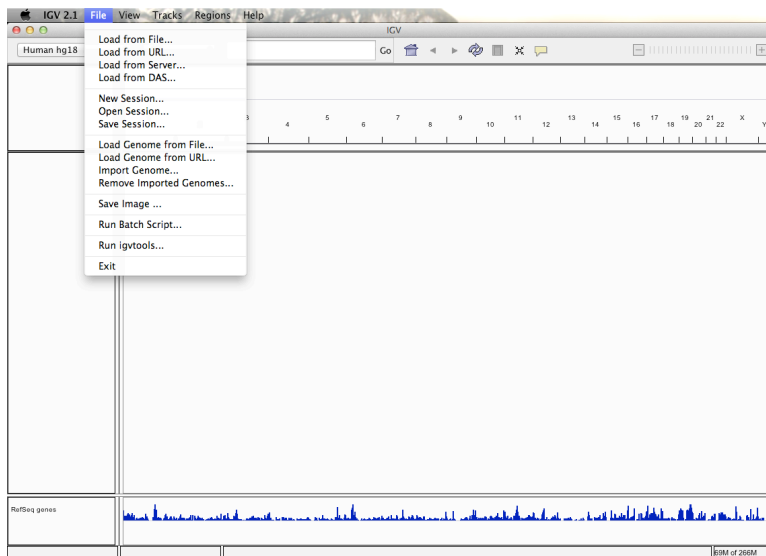 IGV 2.1 File View Tracks Regions Help
IGV
Human hg18
Go
Load from File...
Load from URL...
Load from Server...
Load from DAS...
New Session...
Open Session...
Save Session...
Load Genome from File...
Load Genome from URL...
Import Genome...
Remove Imported Genomes...
Save Image ...
Run Batch Script...
Run igvtools...
Exit
4 5 6 7 8 9 10 11 12 13 14 15 16 17 18 19 20 21 22 X Y
RefSeq genes
69M of 266M